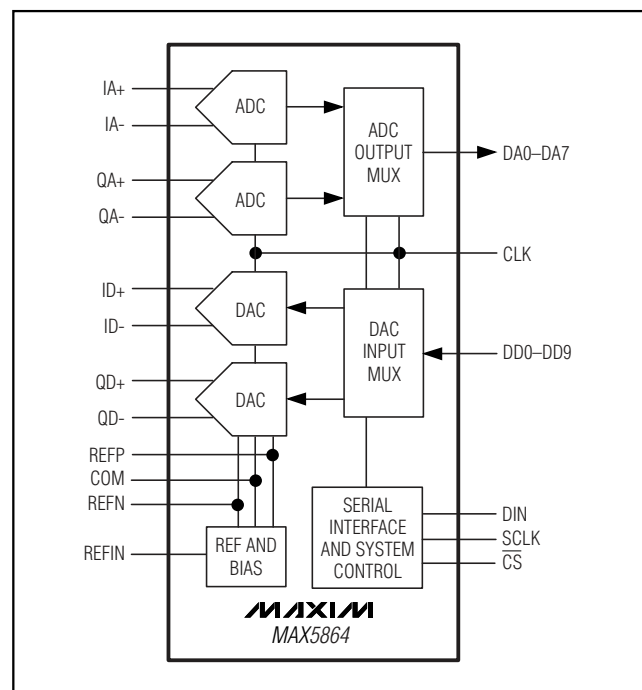 IA+
IA-
QA+
QA-
ID+
ID-
QD+
QD-
REFP
COM
REFN
REFIN
ADC
ADC
DAC
DAC
REF AND
BIAS
ADC
OUTPUT
MUX
DAC
INPUT
MUX
SERIAL
INTERFACE
AND SYSTEM
CONTROL
DA0–DA7
CLK
DD0–DD9
DIN
SCLK
C̅S̅
MAXIM
MAX5864